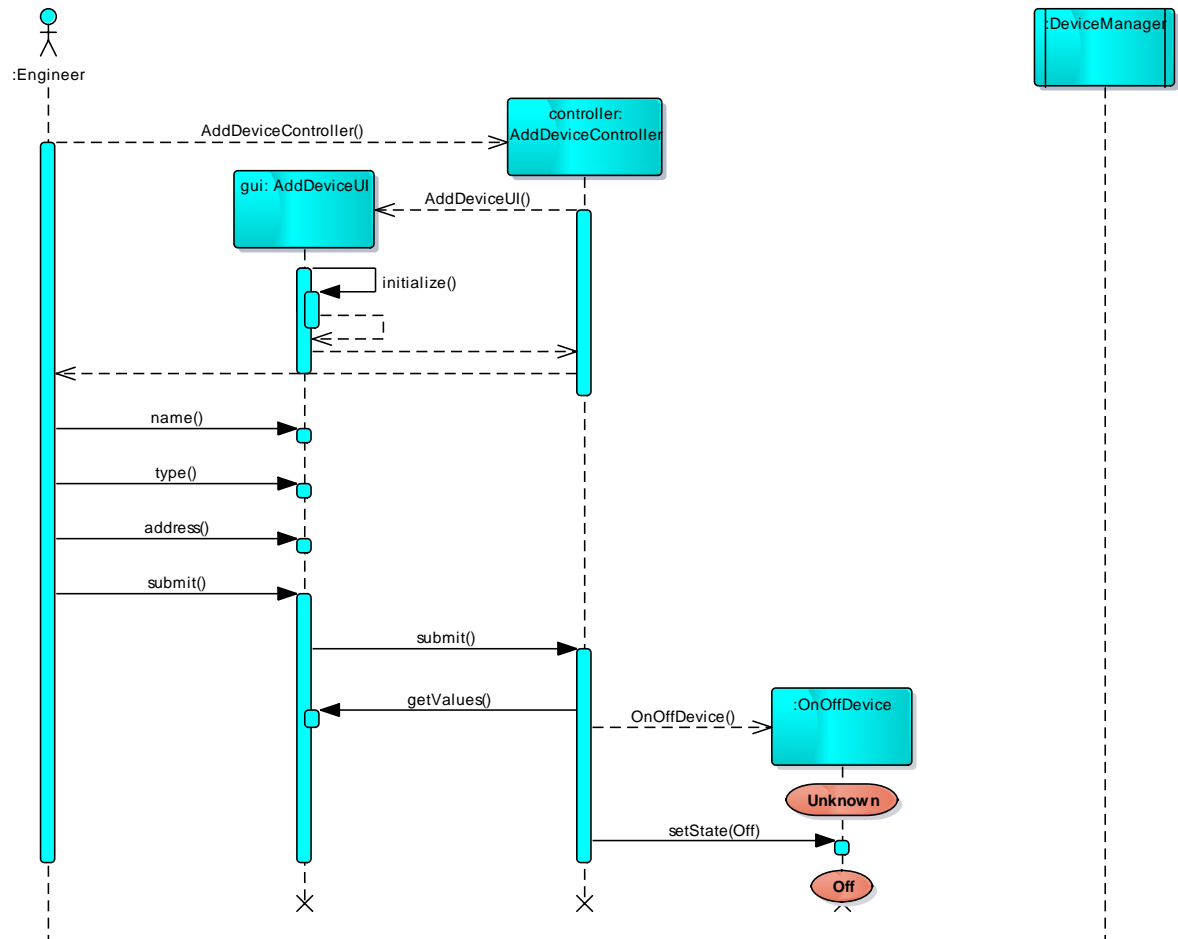 :DeviceManager
:Engineer
controller:
AddDeviceController
AddDeviceController()
gui: AddDeviceUI
AddDeviceUI()
initialize()
name()
type()
address()
submit()
submit()
getValues()
:OnOffDevice
OnOffDevice()
Unknown
setState(Off)
Off